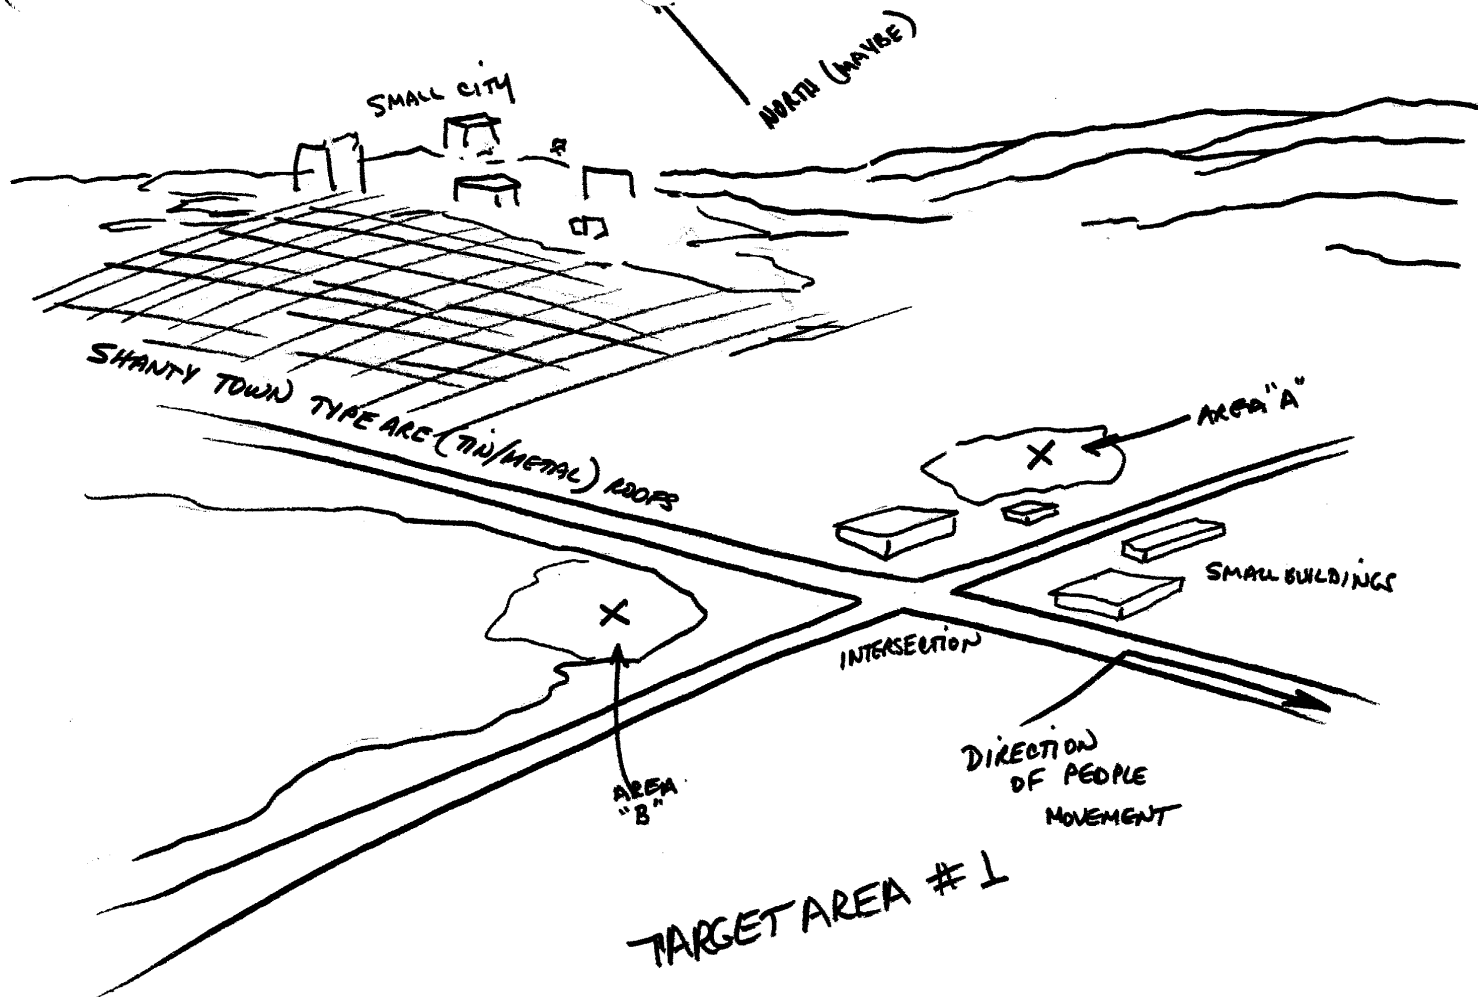 NORTH (MAYBE)
SMALL CITY
SHANTY TOWN TYPE ARE (TIN/METAL) ROOFS
AREA "A"
SMALL BUILDINGS
INTERSECTION
DIRECTION
OF PEOPLE
MOVEMENT
AREA
"B"
TARGET AREA #1